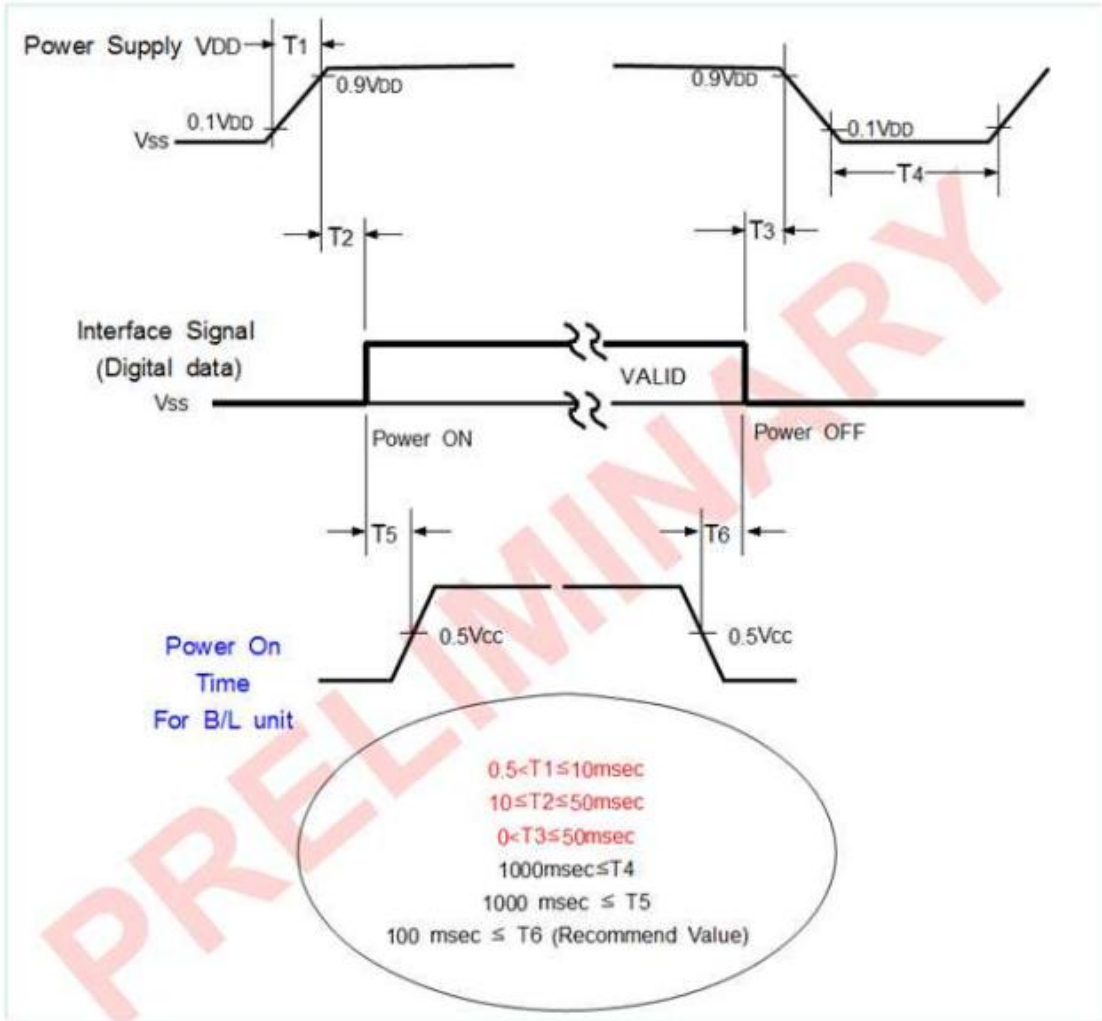 Power Supply VDD
T1
0.9VDD
0.9VDD
0.1VDD
0.1VDD
Vss
T4
T2
T3
Interface Signal
(Digital data)
Vss
VALID
Power ON
Power OFF
T5
T6
0.5Vcc
0.5Vcc
Power On
Time
For B/L unit
0.5<T1≤10msec
10≤T2≤50msec
0<T3≤50msec
1000msec≤T4
1000 msec ≤ T5
100 msec ≤ T6 (Recommend Value)
PRELIMINARY